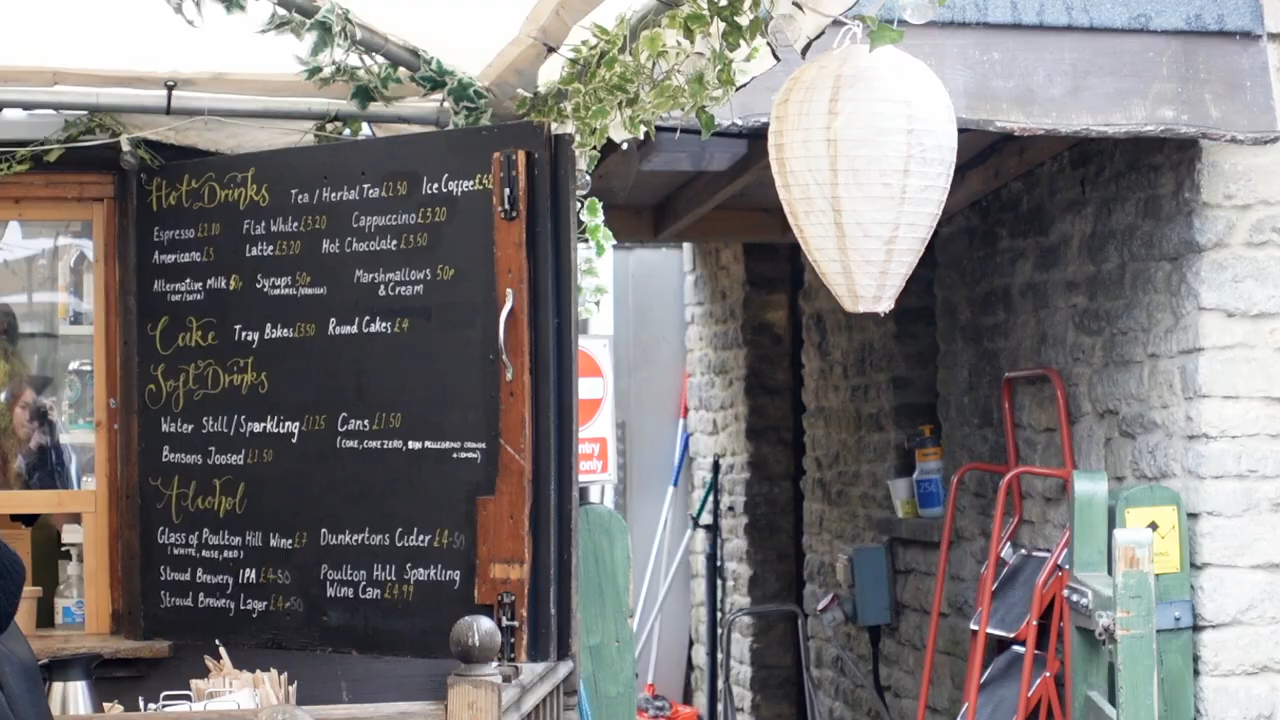 Hot Drinks Tea / Herbal Tea £2.50 Ice Coffee
Espresso £2.10 Flat White £3.20 Cappuccino £3.20
Americano £3 Latte £3.20 Hot Chocolate £3.50
Alternative Milk Syrups 50p Marshmallows 50p
(OAT/SOYA) (CARAMEL/VANILLA) & Cream
Cake Tray Bakes £3.50 Round Cakes £4
Soft Drinks
Water Still / Sparkling £1.25 Cans £1.50
(COKE, COKE ZERO, SAN PELLEGRINO ORANGE
+ LEMON)
Bensons Joosed £1.50
Alcohol
Glass of Poulton Hill Wine £7 Dunkertons Cider £4-50
(WHITE, ROSE, RED)
Stroud Brewery IPA £4-50 Poulton Hill Sparkling
Wine Can £4.99
Stroud Brewery Lager £4-50
ntry
only
25L